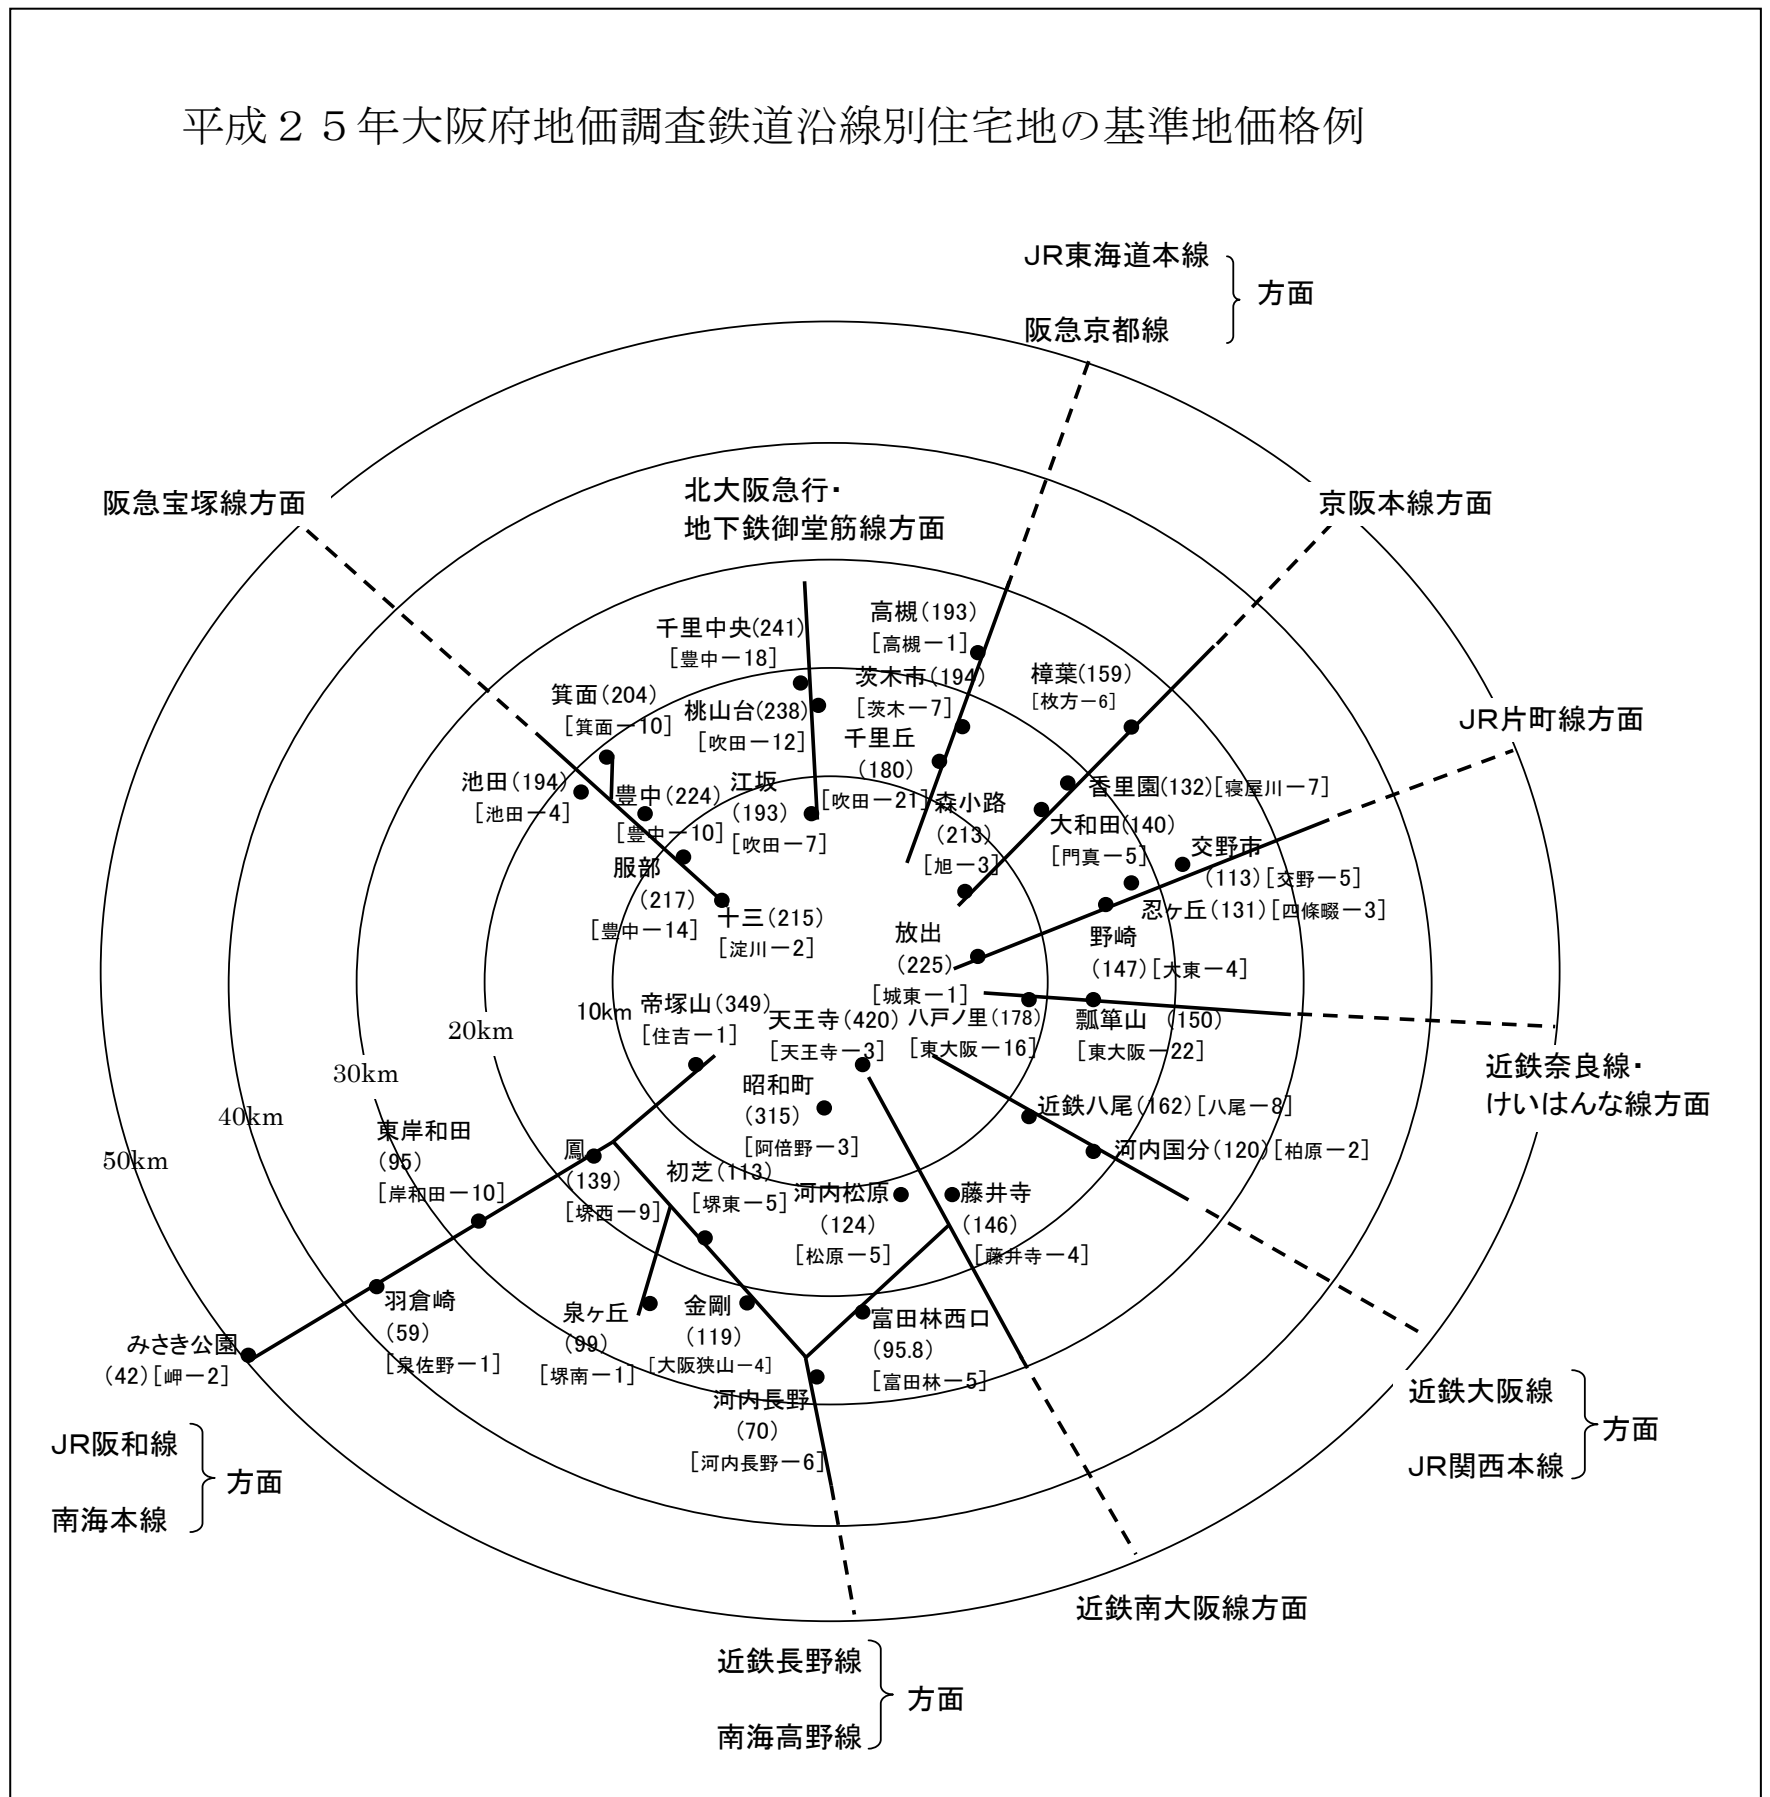 平成２５年大阪府地価調査鉄道沿線別住宅地の基準地価格例
ＪＲ東海道本線
方面
阪急京都線
阪急宝塚線方面
北大阪急行・
地下鉄御堂筋線方面
京阪本線方面
千里中央(241)
[豊中－18]
高槻(193)
[高槻－1]
茨木市(194)
[茨木－7]
樟葉(159)
[枚方－6]
ＪＲ片町線方面
箕面(204)
[箕面－10]
桃山台(238)
[吹田－12]
千里丘
(180)
[吹田－21]
池田(194)
[池田－4]
豊中(224)
[豊中－10]
江坂
(193)
[吹田－7]
森小路
(213)
[旭－3]
香里園(132)[寝屋川－7]
大和田(140)
[門真－5]
交野市
(113)[交野－5]
服部
(217)
[豊中－14]
十三(215)
[淀川－2]
忍ヶ丘(131)[四條畷－3]
放出
(225)
[城東－1]
野崎
(147)[大東－4]
10km
20km
30km
40km
50km
帝塚山(349)
[住吉－1]
天王寺(420)
[天王寺－3]
八戸ノ里(178)
[東大阪－16]
瓢箪山 (150)
[東大阪－22]
近鉄奈良線・
けいはんな線方面
昭和町
(315)
[阿倍野－3]
近鉄八尾(162)[八尾－8]
河内国分(120)[柏原－2]
東岸和田
(95)
[岸和田－10]
鳳
(139)
[堺西－9]
初芝(113)
[堺東－5]
河内松原
(124)
[松原－5]
藤井寺
(146)
[藤井寺－4]
羽倉崎
(59)
[泉佐野－1]
みさき公園
(42)[岬－2]
泉ヶ丘
(99)
[堺南－1]
金剛
(119)
[大阪狭山－4]
富田林西口
(95.8)
[富田林－5]
河内長野
(70)
[河内長野－6]
近鉄大阪線
方面
ＪＲ関西本線
ＪＲ阪和線
方面
南海本線
近鉄南大阪線方面
近鉄長野線
方面
南海高野線